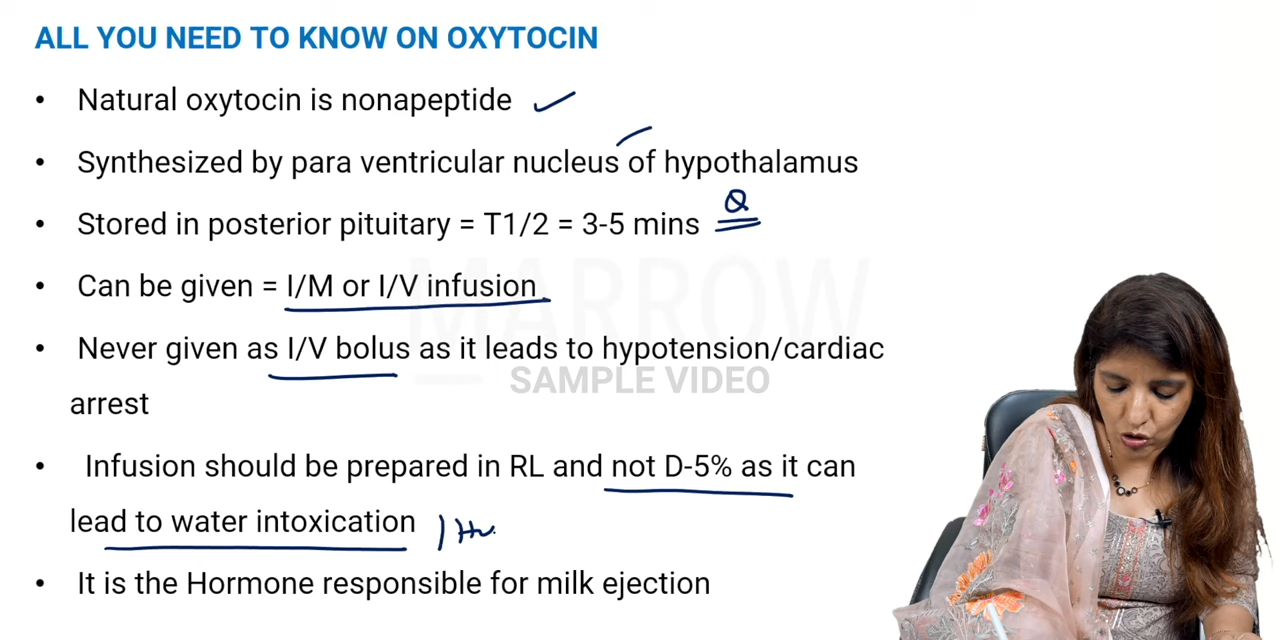 ALL YOU NEED TO KNOW ON OXYTOCIN
• Natural oxytocin is nonapeptide
• Synthesized by para ventricular nucleus of hypothalamus
• Stored in posterior pituitary = T1/2 = 3-5 mins Q
• Can be given = I/M or I/V infusion
MARROW
• Never given as I/V bolus as it leads to hypotension/cardiac
SAMPLE VIDEO
arrest
• Infusion should be prepared in RL and not D-5% as it can
lead to water intoxication
• It is the Hormone responsible for milk ejection